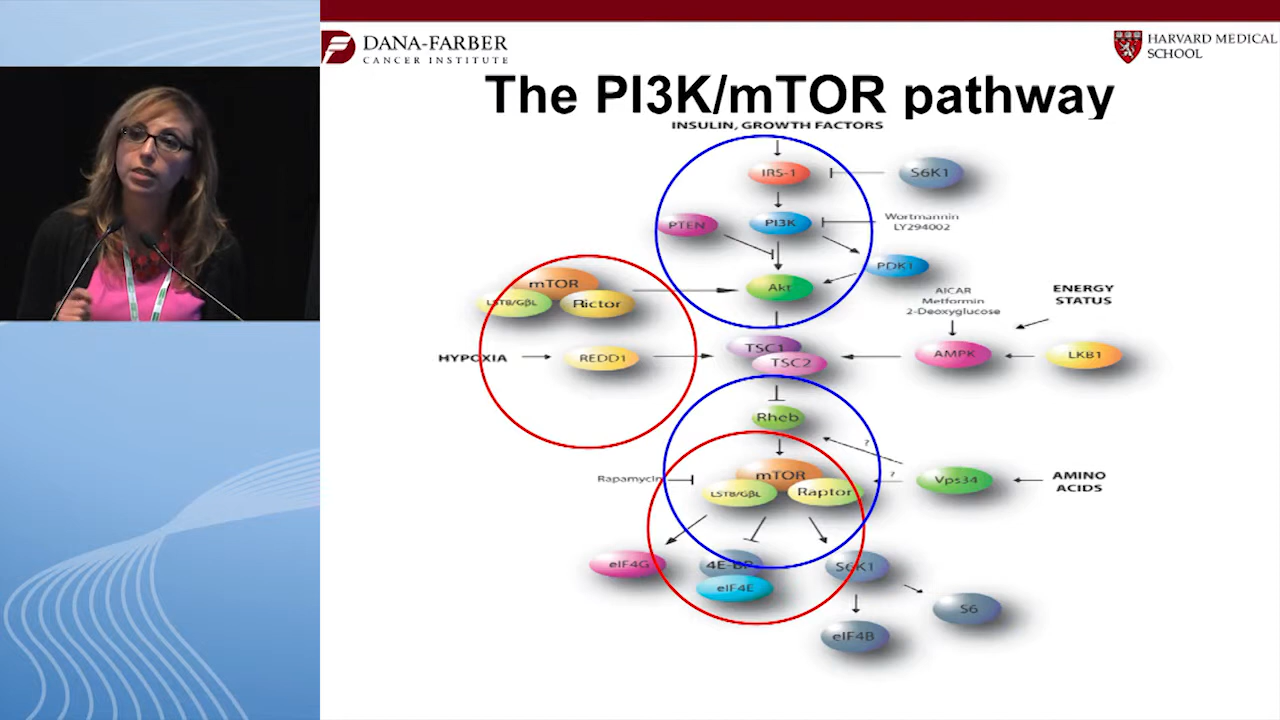 DANA-FARBER
CANCER INSTITUTE
HARVARD MEDICAL
SCHOOL
The PI3K/mTOR pathway
INSULIN, GROWTH FACTORS
IRS-1
S6K1
PTEN
PI3K
Wortmannin
LY294002
PDK1
mTOR
LST8/GβL
Rictor
Akt
AICAR
Metformin
2-Deoxyglucose
ENERGY
STATUS
HYPOXIA
REDD1
TSC1
TSC2
AMPK
LKB1
Rheb
?
Rapamycin
mTOR
LST8/GβL
Raptor
?
Vps34
AMINO
ACIDS
eIF4G
4E-BP
eIF4E
S6K1
S6
eIF4B